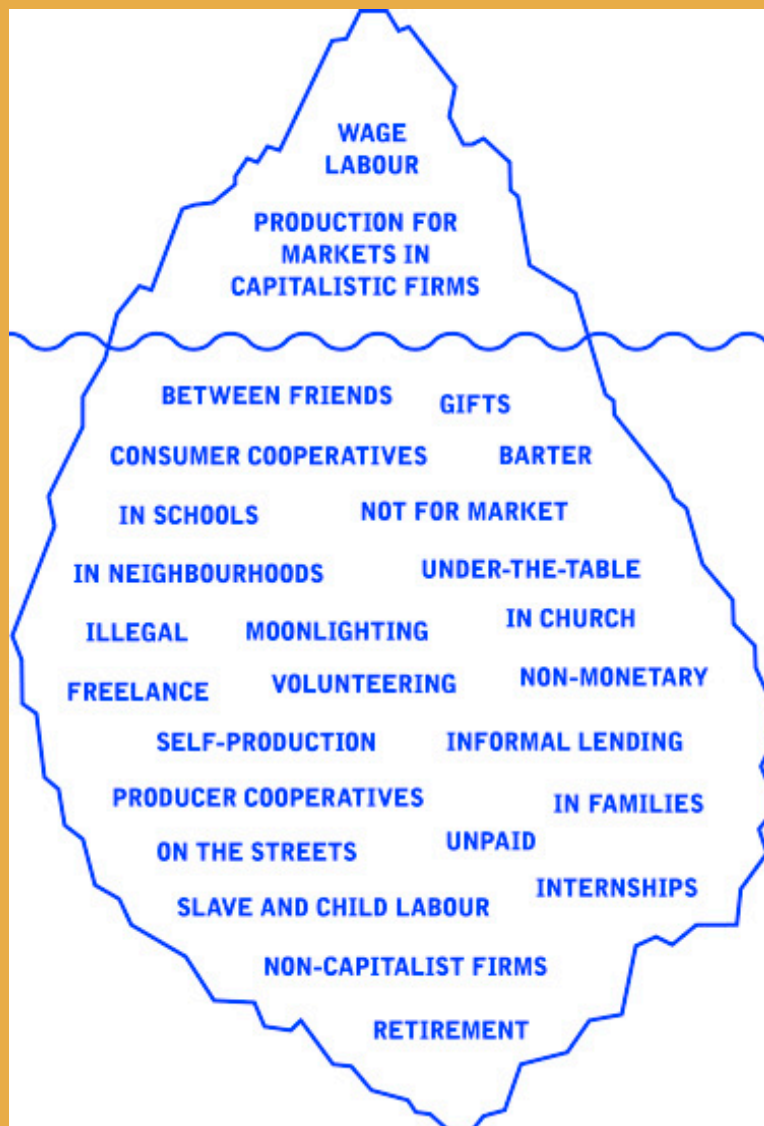 WAGE
LABOUR
PRODUCTION FOR
MARKETS IN
CAPITALISTIC FIRMS
BETWEEN FRIENDS
GIFTS
CONSUMER COOPERATIVES
BARTER
IN SCHOOLS
NOT FOR MARKET
IN NEIGHBOURHOODS
UNDER-THE-TABLE
ILLEGAL
MOONLIGHTING
IN CHURCH
FREELANCE
VOLUNTEERING
NON-MONETARY
SELF-PRODUCTION
INFORMAL LENDING
PRODUCER COOPERATIVES
IN FAMILIES
ON THE STREETS
UNPAID
INTERNSHIPS
SLAVE AND CHILD LABOUR
NON-CAPITALIST FIRMS
RETIREMENT